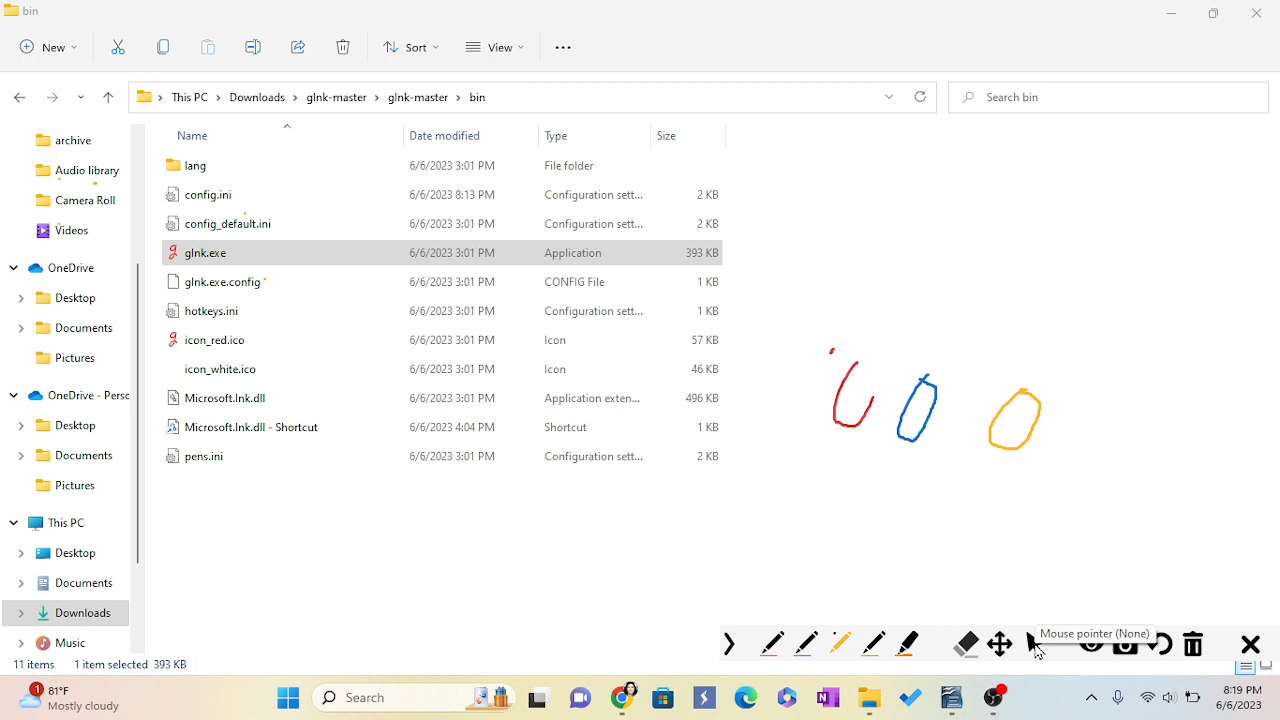 bin
New
Sort
View
This PC > Downloads > gInk-master > gInk-master > bin
Search bin
Name Date modified Type Size
archive
Audio library
Camera Roll
Videos
OneDrive
Desktop
Documents
Pictures
OneDrive - Perso
Desktop
Documents
Pictures
This PC
Desktop
Documents
Downloads
Music
lang 6/6/2023 3:01 PM File folder
config.ini 6/6/2023 8:13 PM Configuration sett... 2 KB
config_default.ini 6/6/2023 3:01 PM Configuration sett... 2 KB
gInk.exe 6/6/2023 3:01 PM Application 393 KB
gInk.exe.config 6/6/2023 3:01 PM CONFIG File 1 KB
hotkeys.ini 6/6/2023 3:01 PM Configuration sett... 1 KB
icon_red.ico 6/6/2023 3:01 PM Icon 57 KB
icon_white.ico 6/6/2023 3:01 PM Icon 46 KB
Microsoft.Ink.dll 6/6/2023 3:01 PM Application exten... 496 KB
Microsoft.Ink.dll - Shortcut 6/6/2023 4:04 PM Shortcut 1 KB
pens.ini 6/6/2023 3:01 PM Configuration sett... 2 KB
Mouse pointer (None)
11 items 1 item selected 393 KB
1
81°F
Mostly cloudy
Search
8:19 PM
6/6/2023